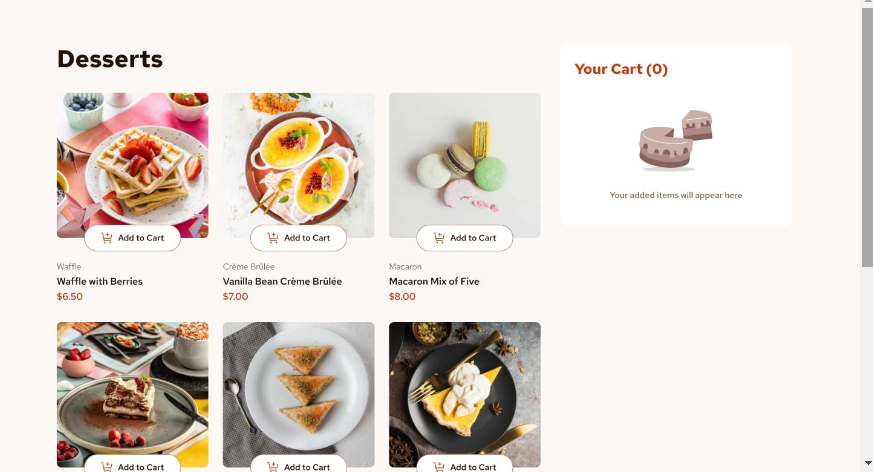 Desserts
Your Cart (0)
Your added items will appear here
Add to Cart
Add to Cart
Add to Cart
Waffle
Crème Brûlée
Macaron
Waffle with Berries
Vanilla Bean Crème Brûlée
Macaron Mix of Five
$6.50
$7.00
$8.00
Add to Cart
Add to Cart
Add to Cart